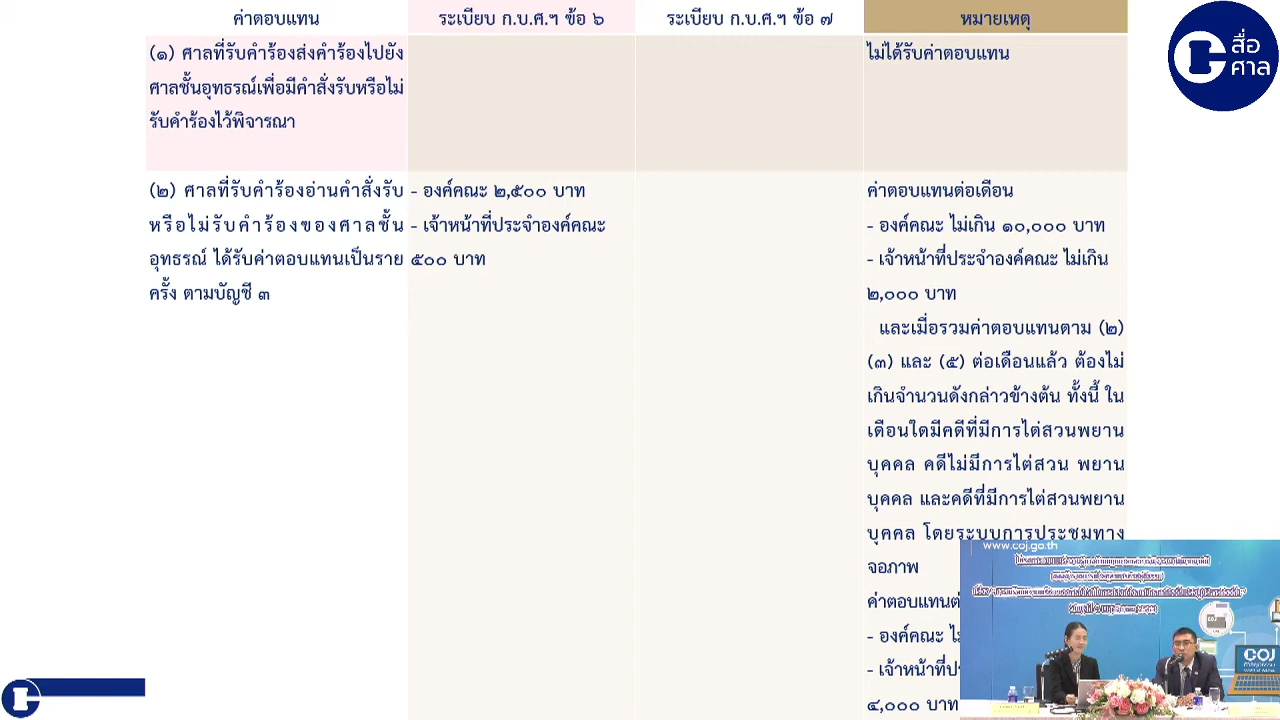 ค่าตอบแทน
ระเบียบ ก.บ.ศ.ฯ ข้อ ๖
ระเบียบ ก.บ.ศ.ฯ ข้อ ๗
หมายเหตุ
สื่อ
ศาล
(๑) ศาลที่รับคำร้องส่งคำร้องไปยัง
ศาลชั้นอุทธรณ์เพื่อมีคำสั่งรับหรือไม่
รับคำร้องไว้พิจารณา
ไม่ได้รับค่าตอบแทน
(๒) ศาลที่รับคำร้องอ่านคำสั่งรับ
หรือไม่รับคำร้องของศาลชั้น
อุทธรณ์ ได้รับค่าตอบแทนเป็นราย
ครั้ง ตามบัญชี ๓
- องค์คณะ ๒,๕๐๐ บาท
- เจ้าหน้าที่ประจำองค์คณะ
๕๐๐ บาท
ค่าตอบแทนต่อเดือน
- องค์คณะ ไม่เกิน ๑๐,๐๐๐ บาท
- เจ้าหน้าที่ประจำองค์คณะ ไม่เกิน
๒,๐๐๐ บาท
และเมื่อรวมค่าตอบแทนตาม (๒)
(๓) และ (๕) ต่อเดือนแล้ว ต้องไม่
เกินจำนวนดังกล่าวข้างต้น ทั้งนี้ ใน
เดือนใดมีคดีที่มีการไต่สวนพยาน
บุคคล คดีไม่มีการไต่สวน พยาน
บุคคล และคดีที่มีการไต่สวนพยาน
บุคคล โดยระบบการประชุมทาง
จอภาพ
ค่าตอบแทนต่
- องค์คณะ
- เจ้าหน้าที่
๔,๐๐๐ บาท
www.coj.go.th
COJ